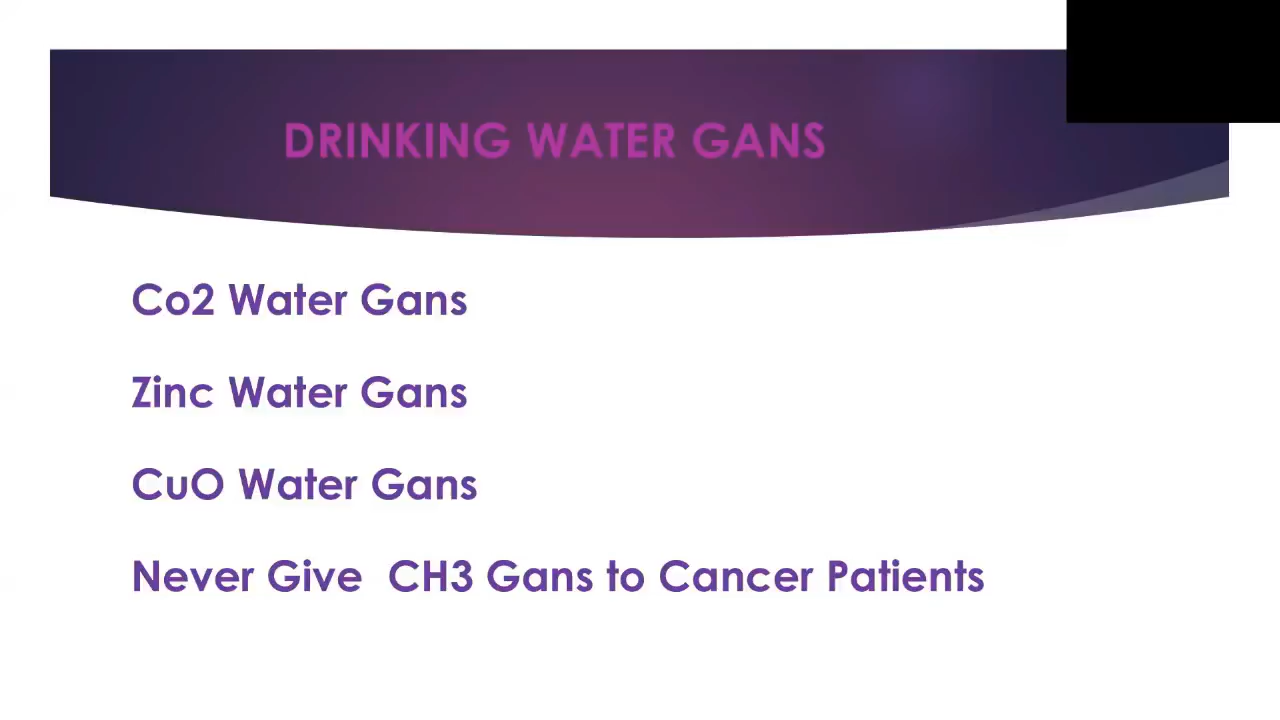 DRINKING WATER GANS
Co2 Water Gans
Zinc Water Gans
CuO Water Gans
Never Give  CH3 Gans to Cancer Patients